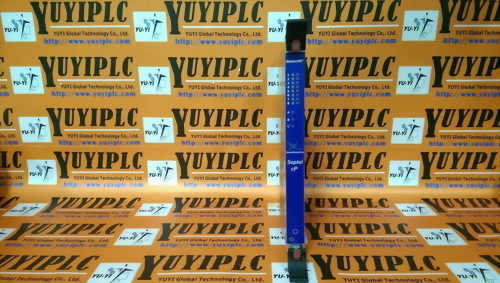 YUYIPLC
YUYI Global Technology Co., Ltd.
http://www.yuyiplc.com
YU-YI
Septel
cP